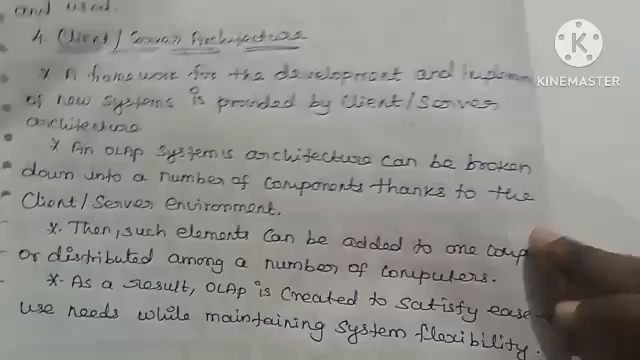 and used.
4. Client/Server Architecture
* A framework for the development and
of new systems is provided by Client/Server
architecture
* An OLAP system's architecture can be broken
down into a number of components thanks to the
Client/Server environment.
*. Then, such elements can be added to one comp
or distributed among a number of computers.
*. As a result, OLAP is created to satisfy ease
use needs while maintaining system flexibility.
KINEMASTER